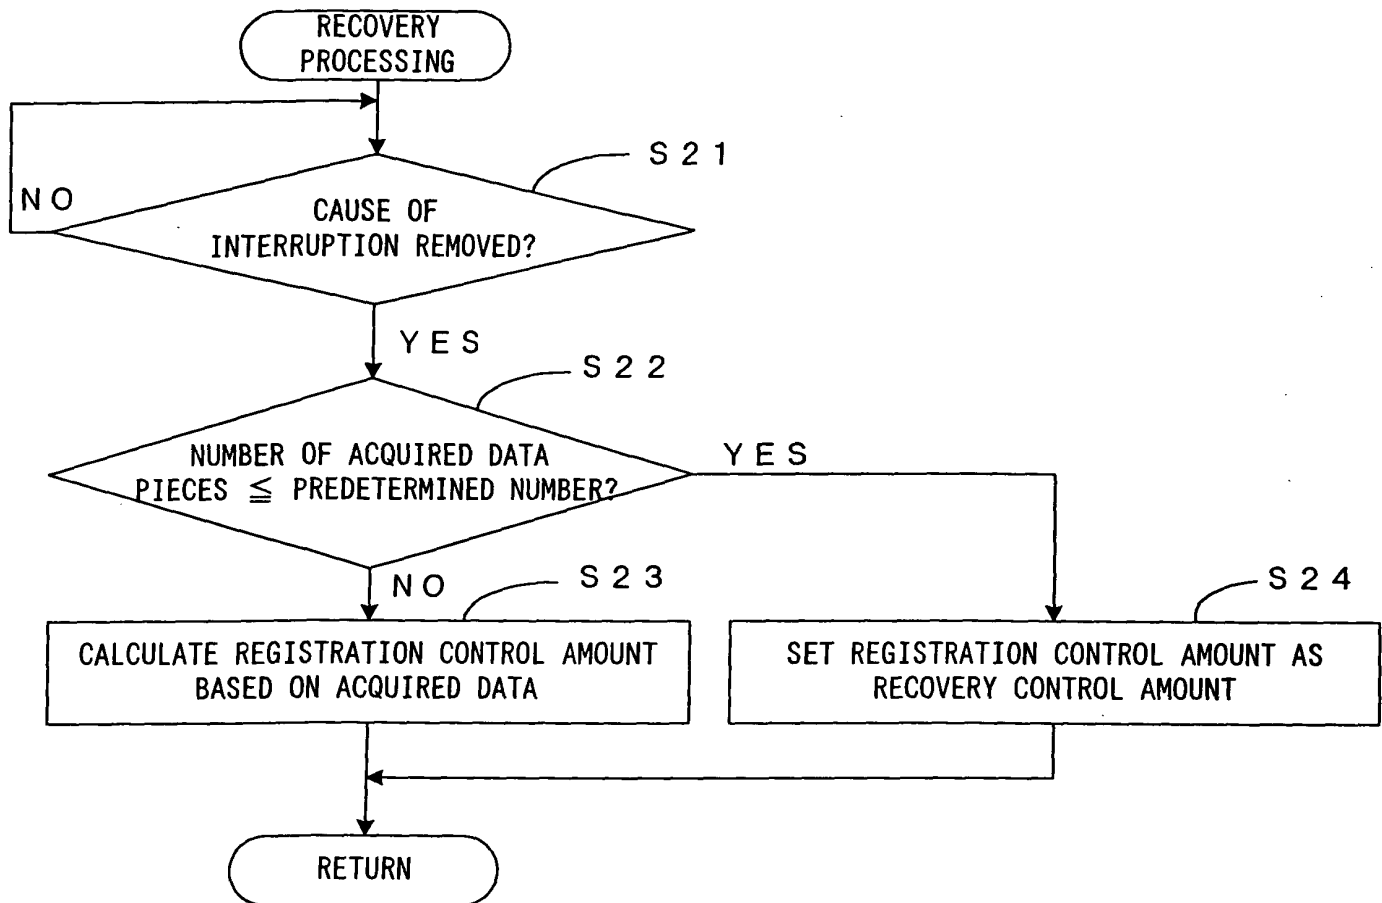 RECOVERY
PROCESSING
S21
NO
CAUSE OF
INTERRUPTION REMOVED?
YES
S22
NUMBER OF ACQUIRED DATA
PIECES ≦ PREDETERMINED NUMBER?
YES
NO
S23
S24
CALCULATE REGISTRATION CONTROL AMOUNT
BASED ON ACQUIRED DATA
SET REGISTRATION CONTROL AMOUNT AS
RECOVERY CONTROL AMOUNT
RETURN